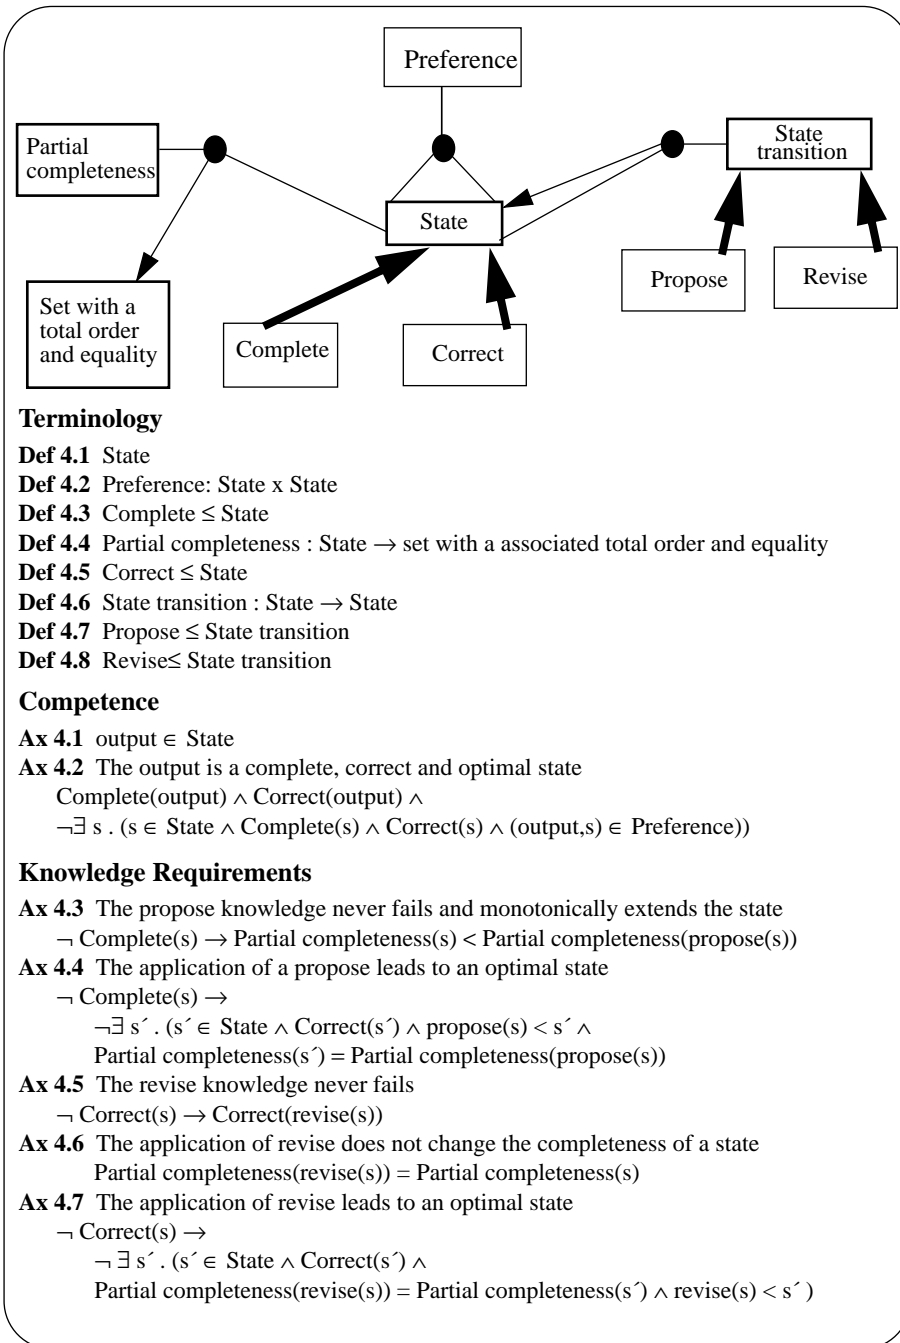 Preference
Partial
completeness
State
transition
State
Propose
Revise
Set with a
total order
and equality
Complete
Correct
Terminology
Def 4.1 State
Def 4.2 Preference: State x State
Def 4.3 Complete ≤ State
Def 4.4 Partial completeness : State → set with a associated total order and equality
Def 4.5 Correct ≤ State
Def 4.6 State transition : State → State
Def 4.7 Propose ≤ State transition
Def 4.8 Revise≤ State transition
Competence
Ax 4.1 output ∈ State
Ax 4.2 The output is a complete, correct and optimal state
Complete(output) ∧ Correct(output) ∧
¬∃ s . (s ∈ State ∧ Complete(s) ∧ Correct(s) ∧ (output,s) ∈ Preference))
Knowledge Requirements
Ax 4.3 The propose knowledge never fails and monotonically extends the state
¬ Complete(s) → Partial completeness(s) < Partial completeness(propose(s))
Ax 4.4 The application of a propose leads to an optimal state
¬ Complete(s) →
¬∃ s´ . (s´ ∈ State ∧ Correct(s´) ∧ propose(s) < s´ ∧
Partial completeness(s´) = Partial completeness(propose(s))
Ax 4.5 The revise knowledge never fails
¬ Correct(s) → Correct(revise(s))
Ax 4.6 The application of revise does not change the completeness of a state
Partial completeness(revise(s)) = Partial completeness(s)
Ax 4.7 The application of revise leads to an optimal state
¬ Correct(s) →
¬ ∃ s´ . (s´ ∈ State ∧ Correct(s´) ∧
Partial completeness(revise(s)) = Partial completeness(s´) ∧ revise(s) < s´ )